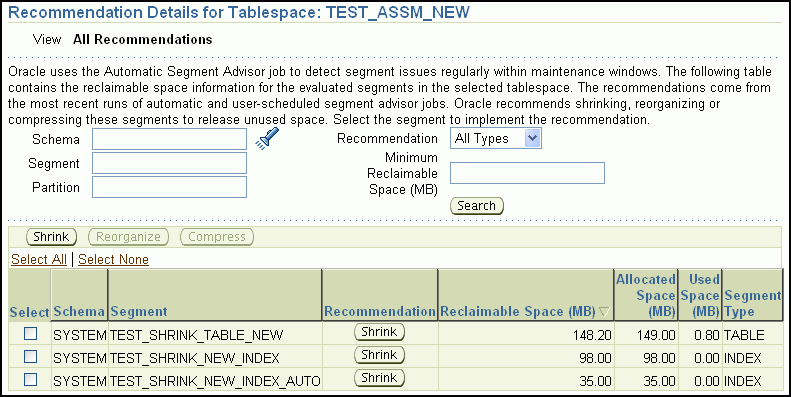 Recommendation Details for Tablespace: TEST_ASSM_NEW
View All Recommendations
Oracle uses the Automatic Segment Advisor job to detect segment issues regularly within maintenance windows. The following table
contains the reclaimable space information for the evaluated segments in the selected tablespace. The recommendations come from
the most recent runs of automatic and user-scheduled segment advisor jobs. Oracle recommends shrinking, reorganizing or
compressing these segments to release unused space. Select the segment to implement the recommendation.
Schema
Segment
Partition
Recommendation All Types
Minimum
Reclaimable
Space (MB)
Search
Shrink Reorganize Compress
Select All | Select None
Select Schema Segment Recommendation Reclaimable Space (MB) Allocated Space (MB) Used Space (MB) Segment Type
SYSTEM TEST_SHRINK_TABLE_NEW Shrink 148.20 149.00 0.80 TABLE
SYSTEM TEST_SHRINK_NEW_INDEX Shrink 98.00 98.00 0.00 INDEX
SYSTEM TEST_SHRINK_NEW_INDEX_AUTO Shrink 35.00 35.00 0.00 INDEX